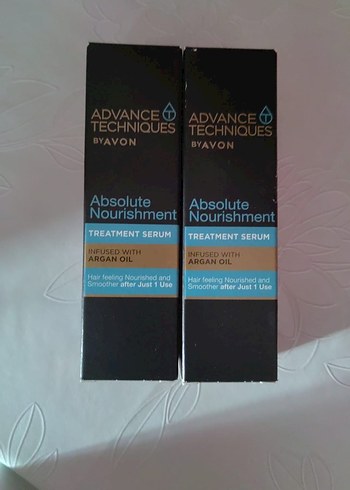 ADVANCE
TECHNIQUES
BY AVON
Absolute
Nourishment
TREATMENT SERUM
INFUSED WITH
ARGAN OIL
Hair feeling Nourished and
Smoother after Just 1 Use
ADVANCE
TECHNIQUES
BY AVON
Absolute
Nourishment
TREATMENT SERUM
INFUSED WITH
ARGAN OIL
Hair feeling Nourished and
Smoother after Just 1 Use